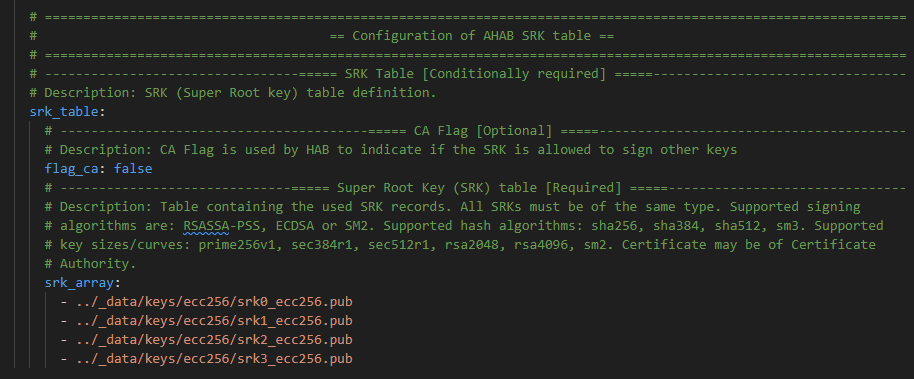 # ================================================================================================================
# == Configuration of AHAB SRK table ==
# ================================================================================================================
# ---------------------------------===== SRK Table [Conditionally required] =====---------------------------------
# Description: SRK (Super Root key) table definition.
srk_table:
# ----------------------------------------===== CA Flag [Optional] =====----------------------------------------
# Description: CA Flag is used by HAB to indicate if the SRK is allowed to sign other keys
flag_ca: false
# ------------------------------===== Super Root Key (SRK) table [Required] =====-------------------------------
# Description: Table containing the used SRK records. All SRKs must be of the same type. Supported signing
# algorithms are: RSASSA-PSS, ECDSA or SM2. Supported hash algorithms: sha256, sha384, sha512, sm3. Supported
# key sizes/curves: prime256v1, sec384r1, sec512r1, rsa2048, rsa4096, sm2. Certificate may be of Certificate
# Authority.
srk_array:
- ../_data/keys/ecc256/srk0_ecc256.pub
- ../_data/keys/ecc256/srk1_ecc256.pub
- ../_data/keys/ecc256/srk2_ecc256.pub
- ../_data/keys/ecc256/srk3_ecc256.pub